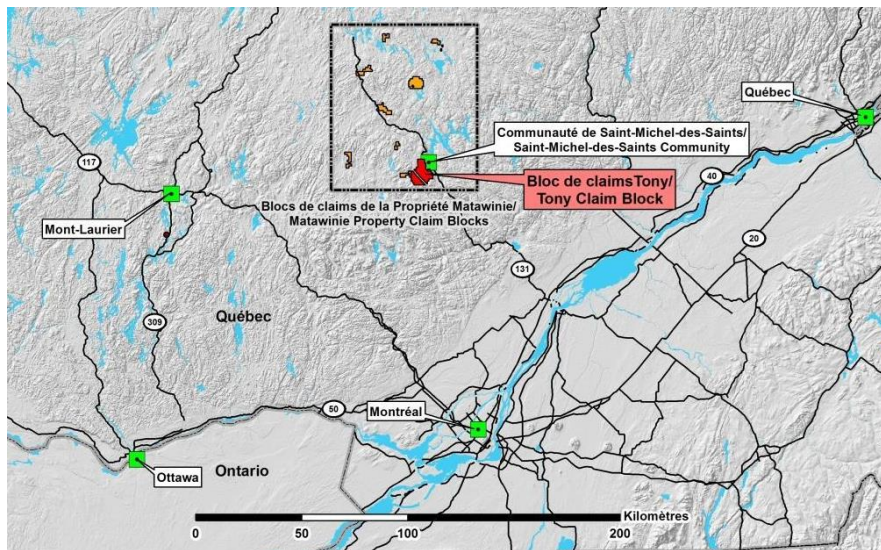 Québec
Communauté de Saint-Michel-des-Saints/
Saint-Michel-des-Saints Community
117
40
Bloc de claimsTony/
Tony Claim Block
Mont-Laurier
Blocs de claims de la Propriété Matawinie/
Matawinie Property Claim Blocks
20
131
309
Québec
50
Montréal
Ottawa
Ontario
Kilomètres
0
50
100
200